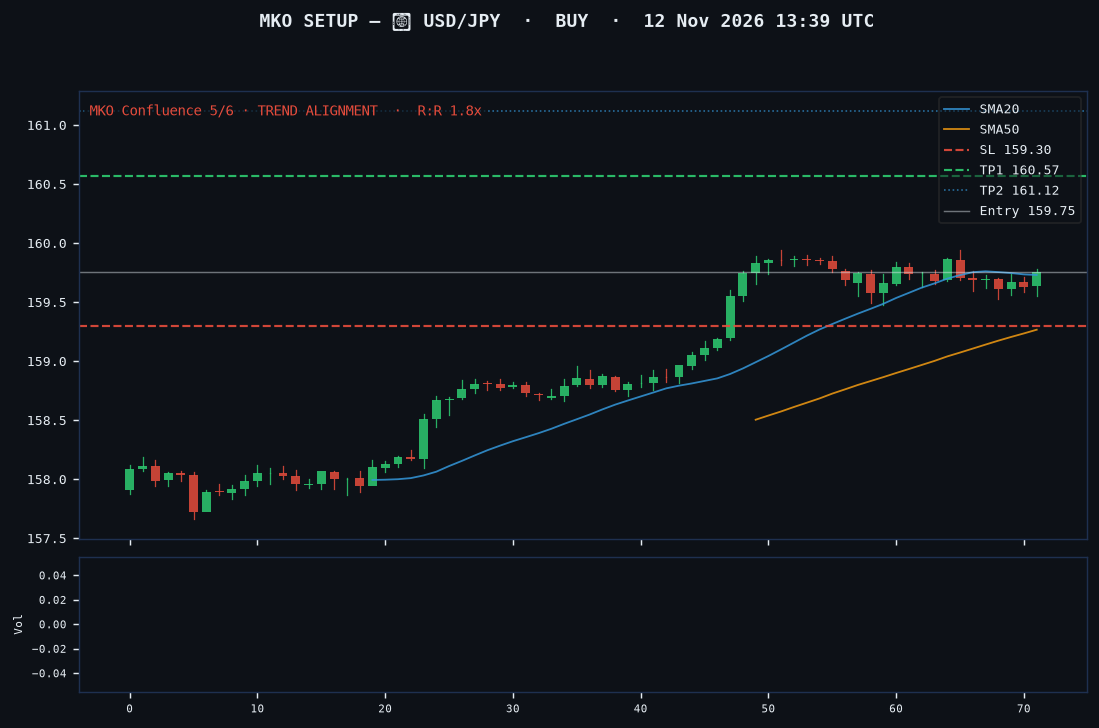 MKO SETUP — 🌐 USD/JPY · BUY · 12 Nov 2026 13:39 UTC
MKO Confluence 5/6 · TREND ALIGNMENT · R:R 1.8x
SMA20
SMA50
SL 159.30
TP1 160.57
TP2 161.12
Entry 159.75
161.0
160.5
160.0
159.5
159.0
158.5
158.0
157.5
Vol
0.04
0.02
0.00
−0.02
−0.04
0 10 20 30 40 50 60 70